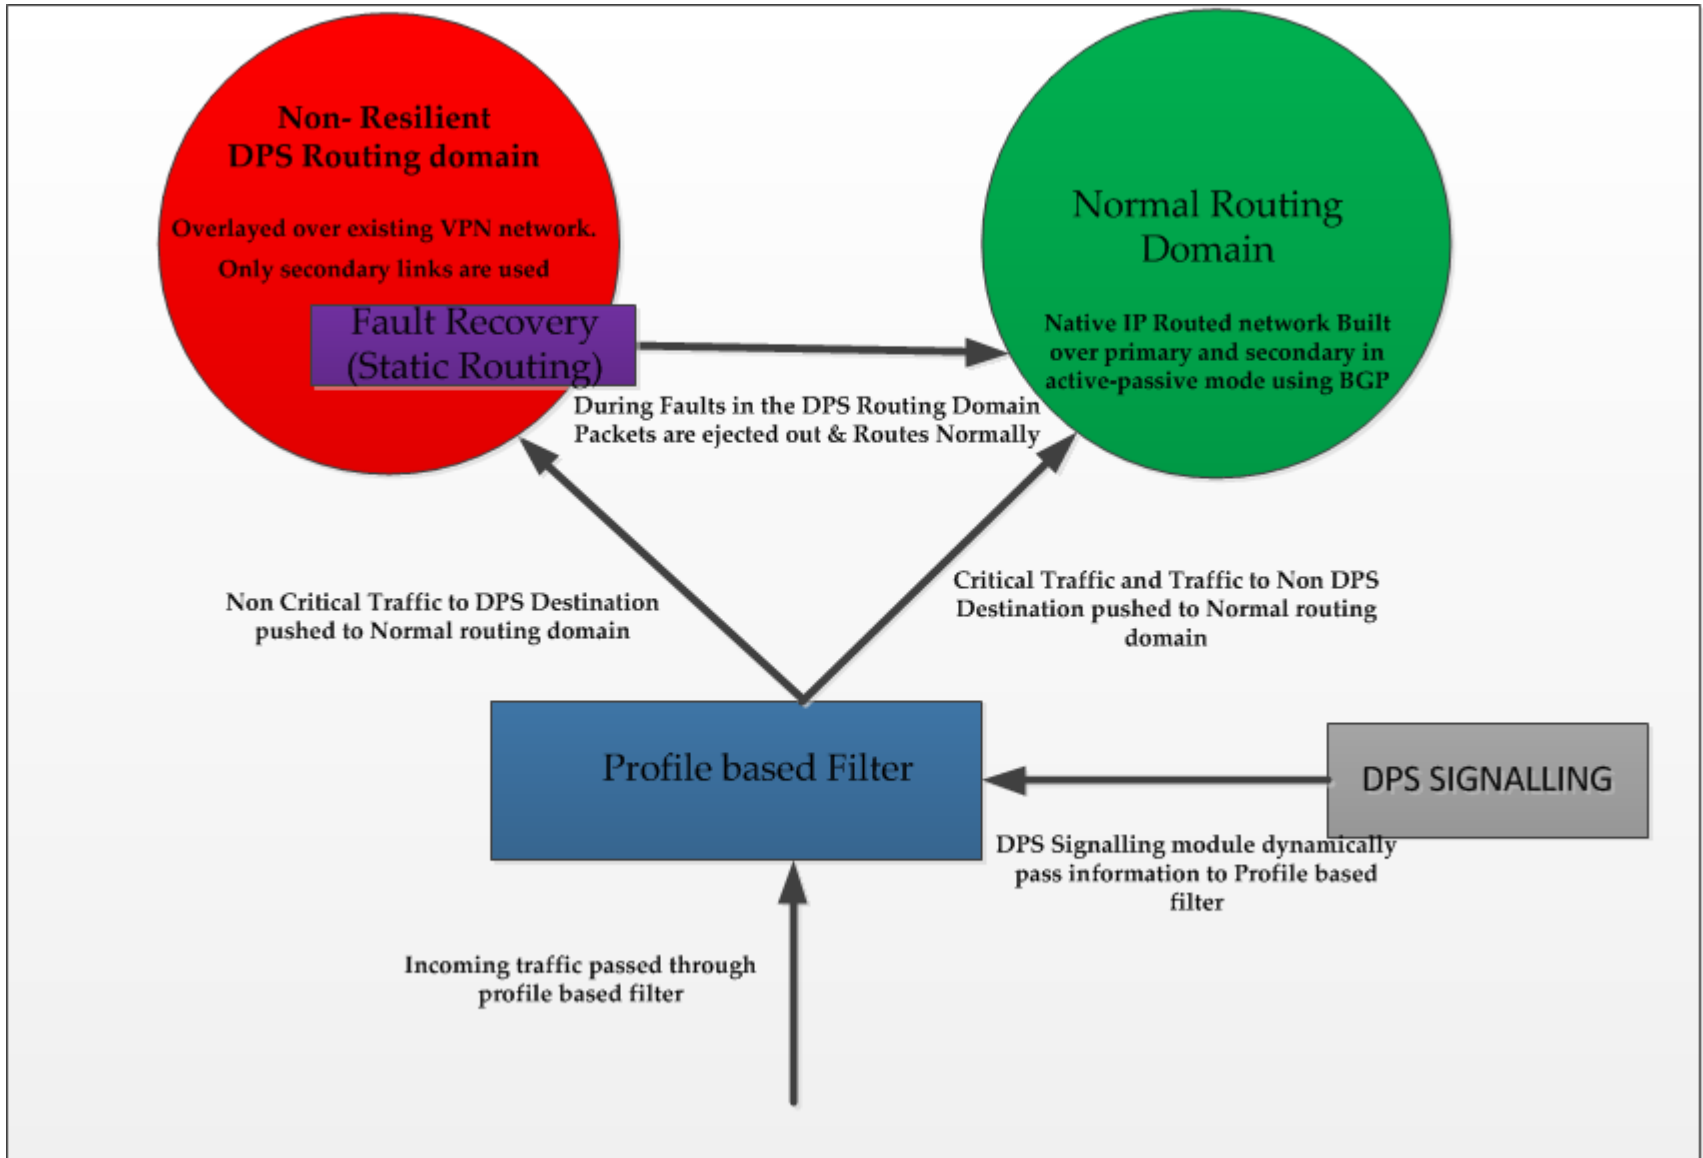 Non- Resilient
DPS Routing domain
Overlayed over existing VPN network.
Only secondary links are used
Fault Recovery
(Static Routing)
Normal Routing
Domain
Native IP Routed network Built
over primary and secondary in
active-passive mode using BGP
During Faults in the DPS Routing Domain
Packets are ejected out & Routes Normally
Non Critical Traffic to DPS Destination
pushed to Normal routing domain
Critical Traffic and Traffic to Non DPS
Destination pushed to Normal routing
domain
Profile based Filter
DPS SIGNALLING
DPS Signalling module dynamically
pass information to Profile based
filter
Incoming traffic passed through
profile based filter